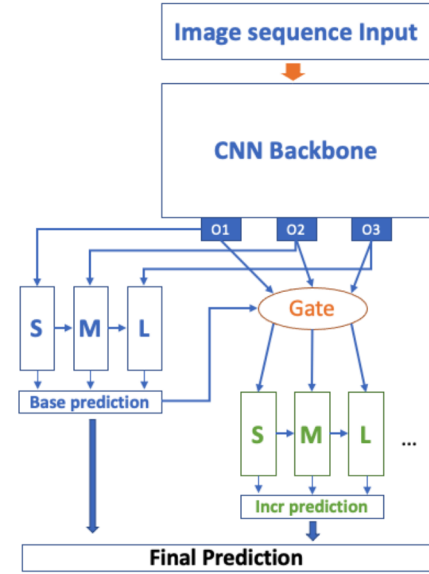 Image sequence Input
CNN Backbone
O1 O2 O3
Gate
S M L
Base prediction
S M L ...
Incr prediction
Final Prediction